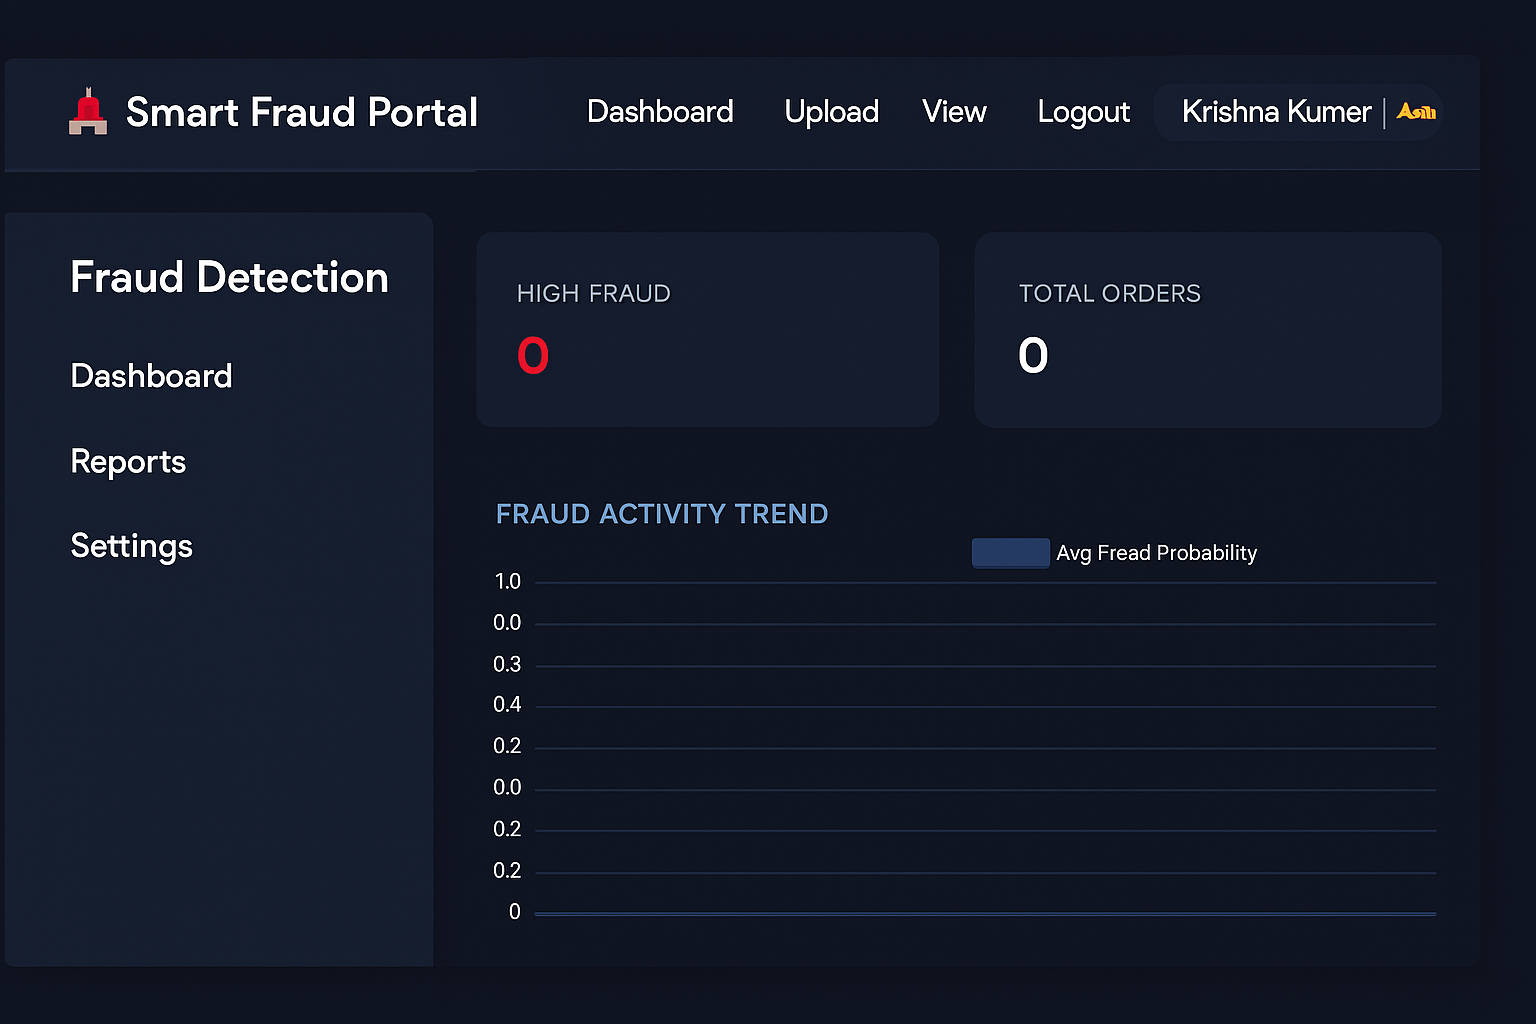 Smart Fraud Portal
Dashboard
Upload
View
Logout
Krishna Kumer |
Fraud Detection
Dashboard
Reports
Settings
HIGH FRAUD
0
TOTAL ORDERS
0
FRAUD ACTIVITY TREND
Avg Fread Probability
1.0
0.0
0.3
0.4
0.2
0.0
0.2
0.2
0